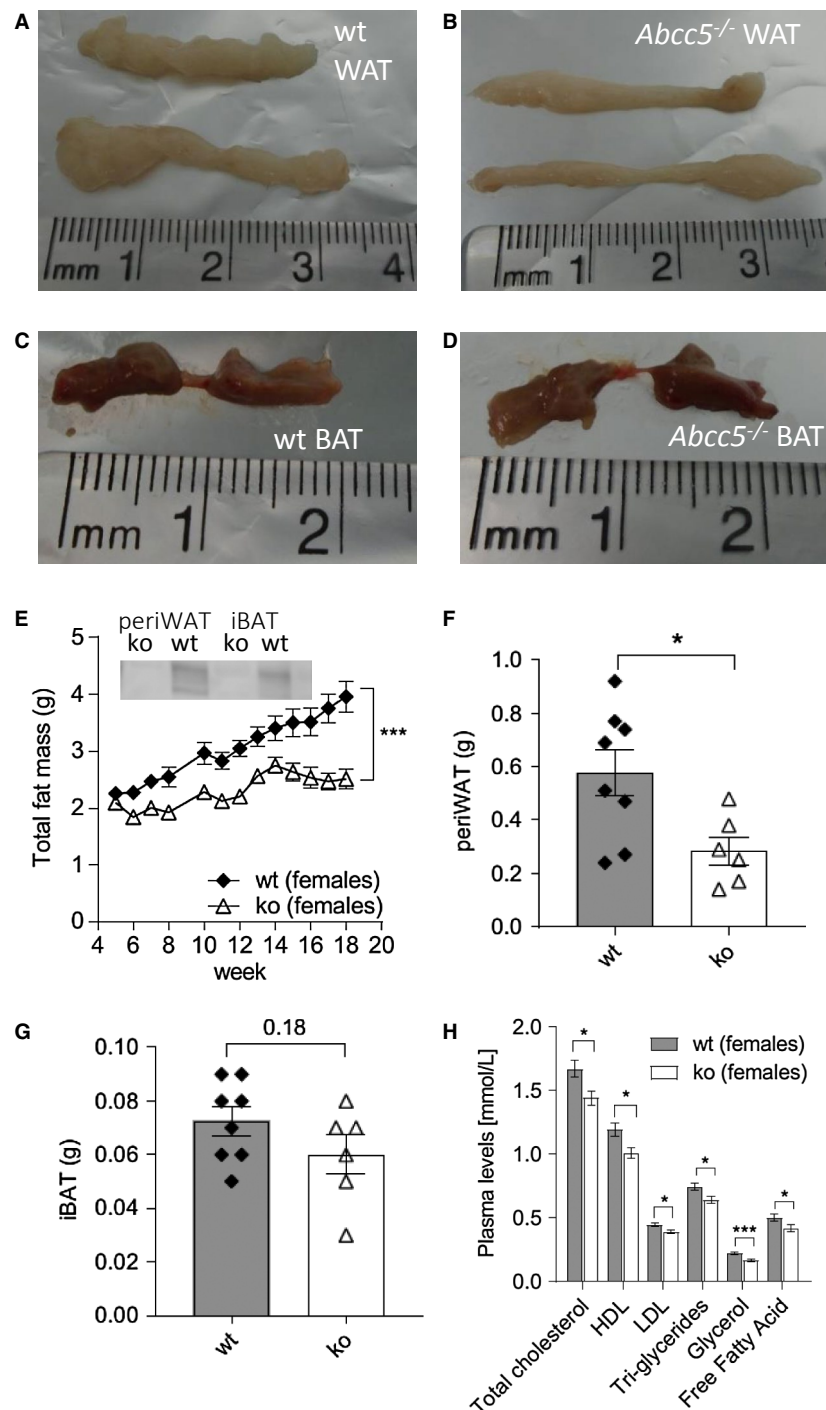 A
wt
WAT
mm 1 2 3 4
B
Abcc5-/- WAT
mm 1 2 3
C
wt BAT
mm 1 2
D
Abcc5-/- BAT
mm 1 2
E
periWAT iBAT
ko wt ko wt
Total fat mass (g)
5
4
3
2
1
0
***
wt (females)
ko (females)
4 6 8 10 12 14 16 18 20
week
F
periWAT (g)
1.0
0.8
0.6
0.4
0.2
0.0
*
wt
ko
G
iBAT (g)
0.10
0.08
0.06
0.04
0.02
0.00
0.18
wt
ko
H
Plasma levels [mmol/L]
2.0
1.5
1.0
0.5
0.0
wt (females)
ko (females)
*
*
*
*
***
*
Total cholesterol
HDL
LDL
Tri-glycerides
Glycerol
Free Fatty Acid